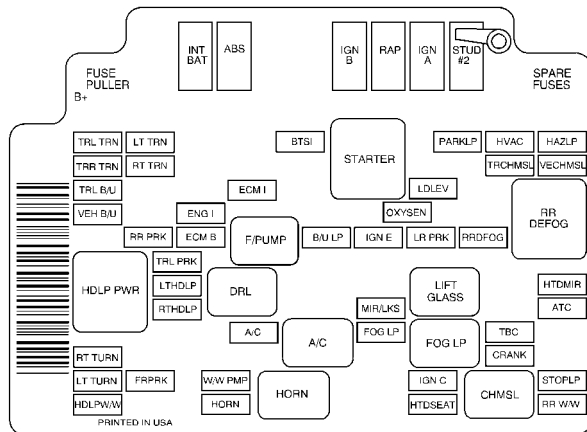 INT
BAT
ABS
IGN
B
RAP
IGN
A
STUD
#2
FUSE
PULLER
B+
SPARE
FUSES
TRL TRN
LT TRN
BTSI
STARTER
PARKLP
HVAC
HAZLP
TRR TRN
RT TRN
TRCHMSL
VECHMSL
TRL B/U
ECM I
LDLEV
RR
DEFOG
VEH B/U
ENG I
OXYSEN
RR PRK
ECM B
F/PUMP
B/U LP
IGN E
LR PRK
RRDFOG
HDLP PWR
TRL PRK
LTHDLP
RTHDLP
DRL
LIFT
GLASS
HTDMIR
ATC
MIR/LKS
A/C
A/C
FOG LP
FOG LP
TBC
CRANK
RT TURN
LT TURN
FRPRK
W/W PMP
HORN
IGN C
CHMSL
STOPLP
HDLPW/W
HORN
HTDSEAT
RR W/W
PRINTED IN USA